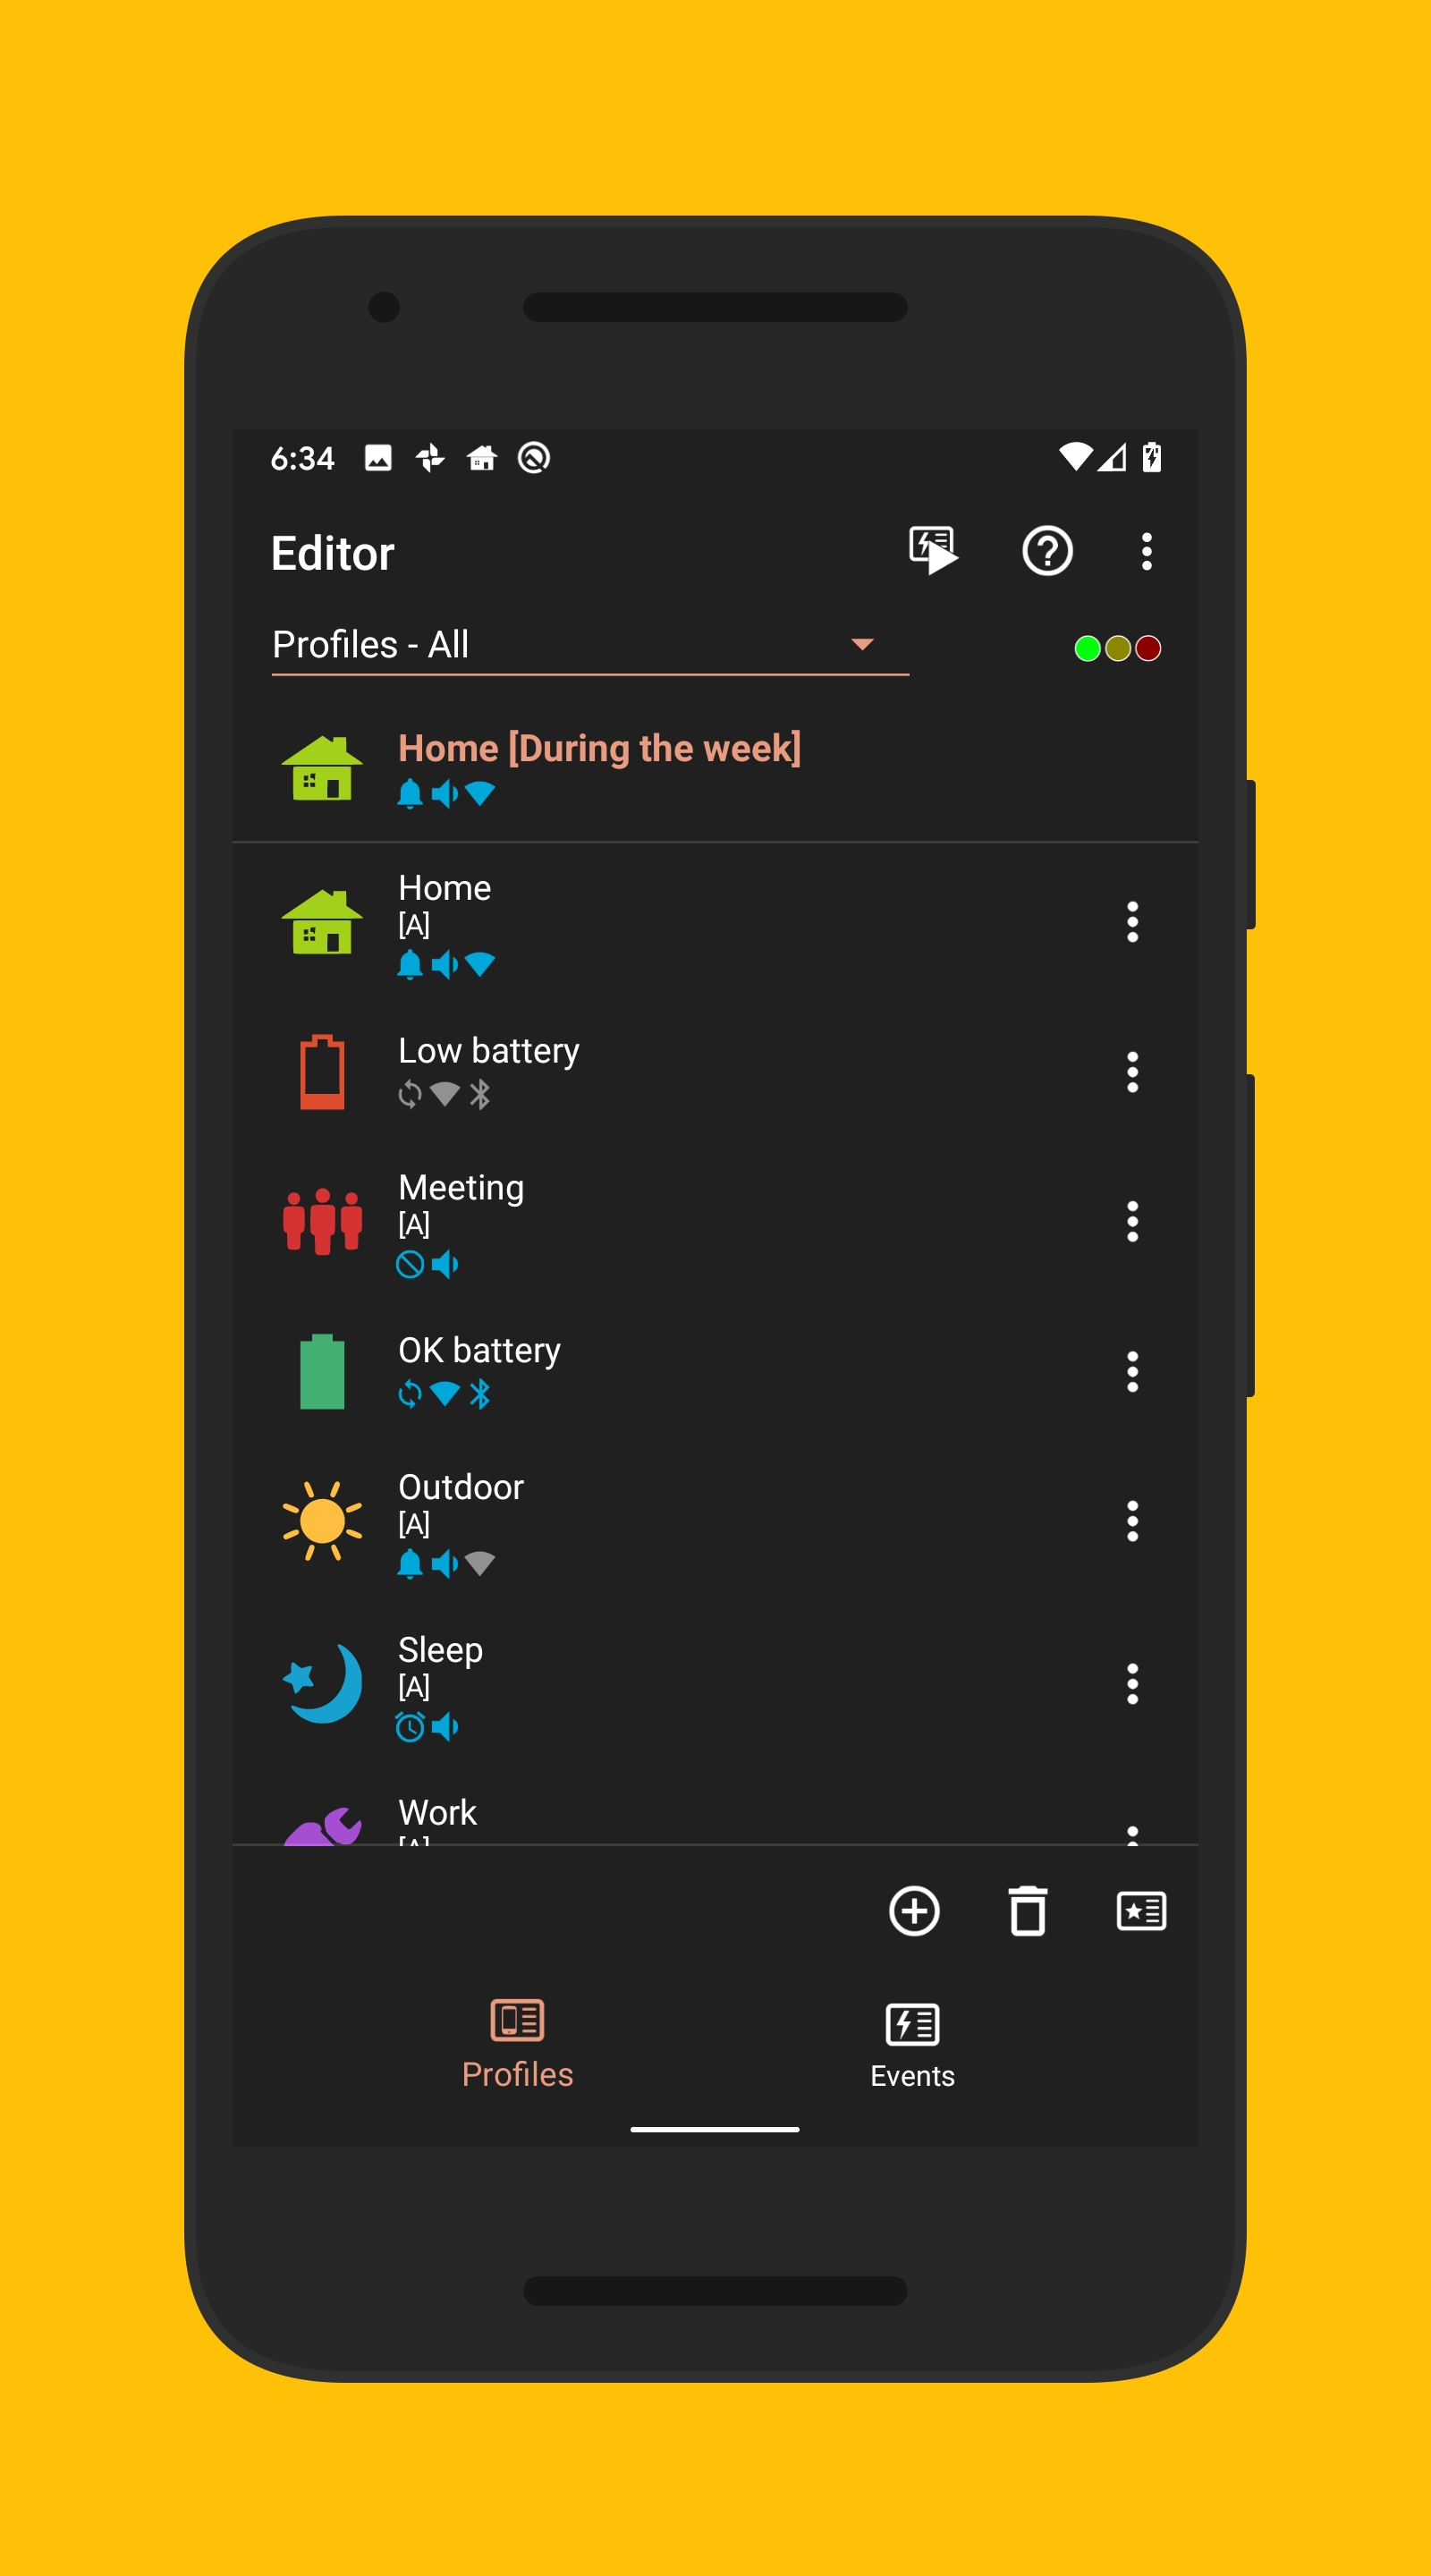 6:34
Editor
Profiles - All
Home [During the week]
Home
[A]
Low battery
Meeting
[A]
OK battery
Outdoor
[A]
Sleep
[A]
Work
Profiles
Events